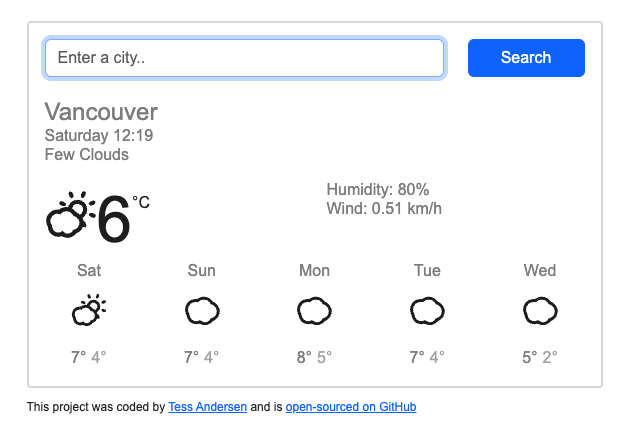 Enter a city..
Search
Vancouver
Saturday 12:19
Few Clouds
6 °C
Humidity: 80%
Wind: 0.51 km/h
Sat Sun Mon Tue Wed
7° 4° 7° 4° 8° 5° 7° 4° 5° 2°
This project was coded by Tess Andersen and is open-sourced on GitHub